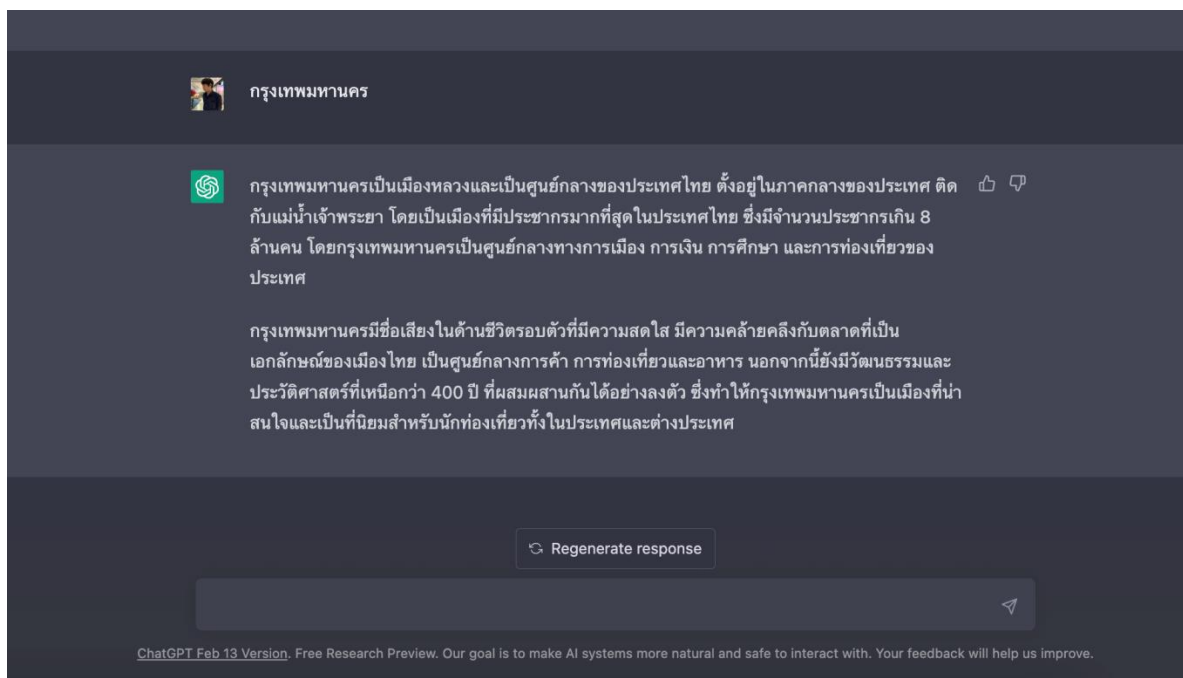 กรุงเทพมหานคร
กรุงเทพมหานครเป็นเมืองหลวงและเป็นศูนย์กลางของประเทศไทย ตั้งอยู่ในภาคกลางของประเทศ ติด
กับแม่น้ำเจ้าพระยา โดยเป็นเมืองที่มีประชากรมากที่สุดในประเทศไทย ซึ่งมีจำนวนประชากรเกิน 8
ล้านคน โดยกรุงเทพมหานครเป็นศูนย์กลางทางการเมือง การเงิน การศึกษา และการท่องเที่ยวของ
ประเทศ
กรุงเทพมหานครมีชื่อเสียงในด้านชีวิตรอบตัวที่มีความสดใส มีความคล้ายคลึงกับตลาดที่เป็น
เอกลักษณ์ของเมืองไทย เป็นศูนย์กลางการค้า การท่องเที่ยวและอาหาร นอกจากนี้ยังมีวัฒนธรรมและ
ประวัติศาสตร์ที่เหนือกว่า 400 ปี ที่ผสมผสานกันได้อย่างลงตัว ซึ่งทำให้กรุงเทพมหานครเป็นเมืองที่น่า
สนใจและเป็นที่นิยมสำหรับนักท่องเที่ยวทั้งในประเทศและต่างประเทศ
Regenerate response
ChatGPT Feb 13 Version. Free Research Preview. Our goal is to make AI systems more natural and safe to interact with. Your feedback will help us improve.